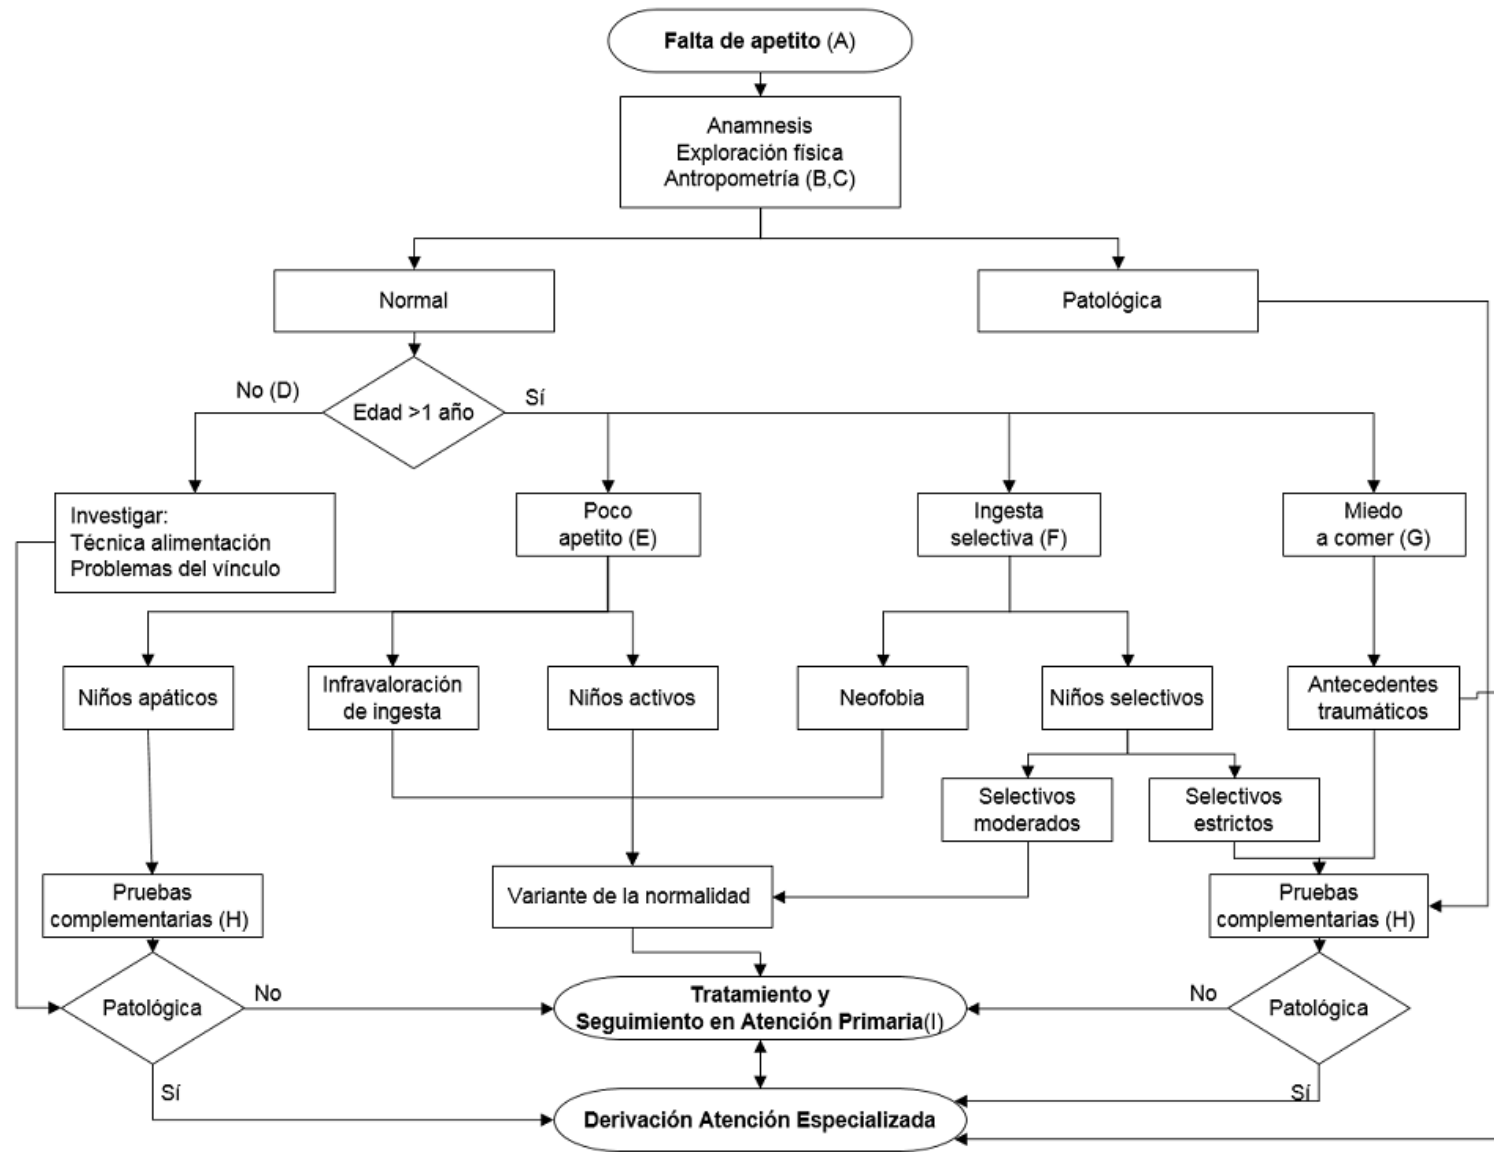 Falta de apetito (A)
Anamnesis
Exploración física
Antropometría (B,C)
Normal
Patológica
No (D)
Edad >1 año
Sí
Investigar:
Técnica alimentación
Problemas del vínculo
Poco
apetito (E)
Ingesta
selectiva (F)
Miedo
a comer (G)
Niños apáticos
Infravaloración
de ingesta
Niños activos
Neofobia
Niños selectivos
Antecedentes
traumáticos
Selectivos
moderados
Selectivos
estrictos
Pruebas
complementarias (H)
Variante de la normalidad
Pruebas
complementarias (H)
Patológica
No
Tratamiento y
Seguimiento en Atención Primaria(I)
No
Patológica
Sí
Derivación Atención Especializada
Sí